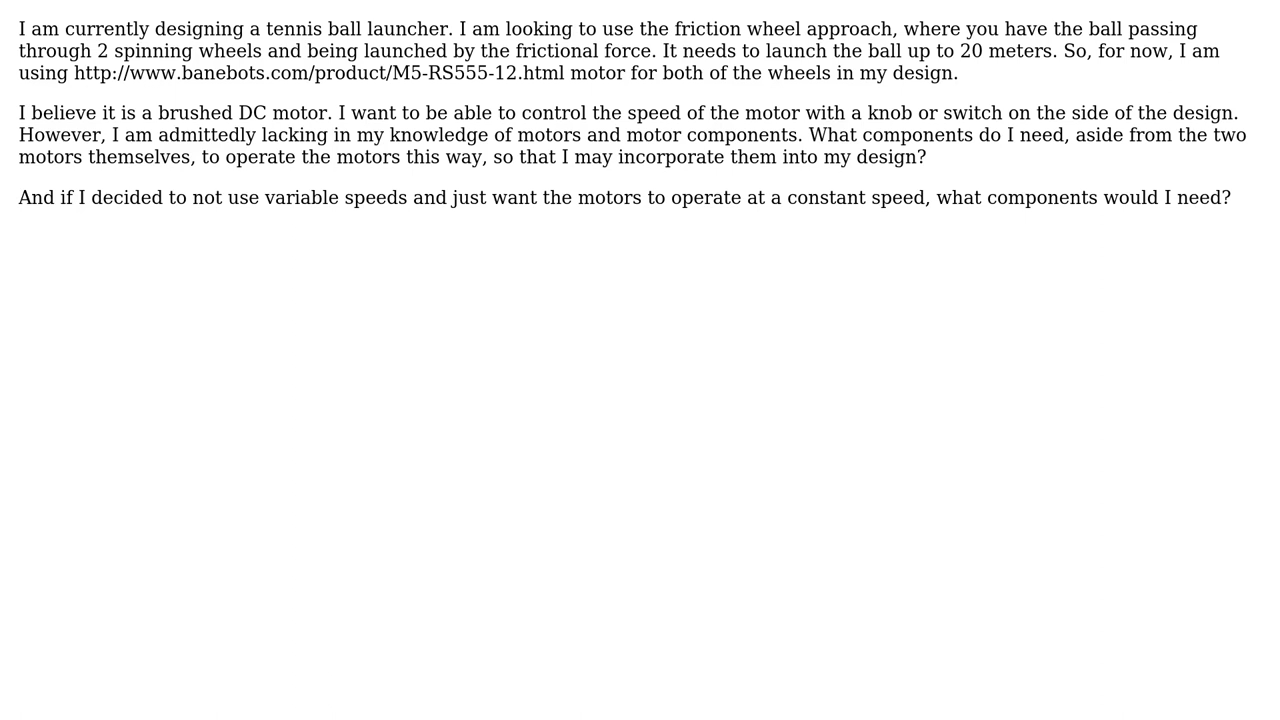 I am currently designing a tennis ball launcher. I am looking to use the friction wheel approach, where you have the ball passing
through 2 spinning wheels and being launched by the frictional force. It needs to launch the ball up to 20 meters. So, for now, I am
using http://www.banebots.com/product/M5-RS555-12.html motor for both of the wheels in my design.
I believe it is a brushed DC motor. I want to be able to control the speed of the motor with a knob or switch on the side of the design.
However, I am admittedly lacking in my knowledge of motors and motor components. What components do I need, aside from the two
motors themselves, to operate the motors this way, so that I may incorporate them into my design?
And if I decided to not use variable speeds and just want the motors to operate at a constant speed, what components would I need?